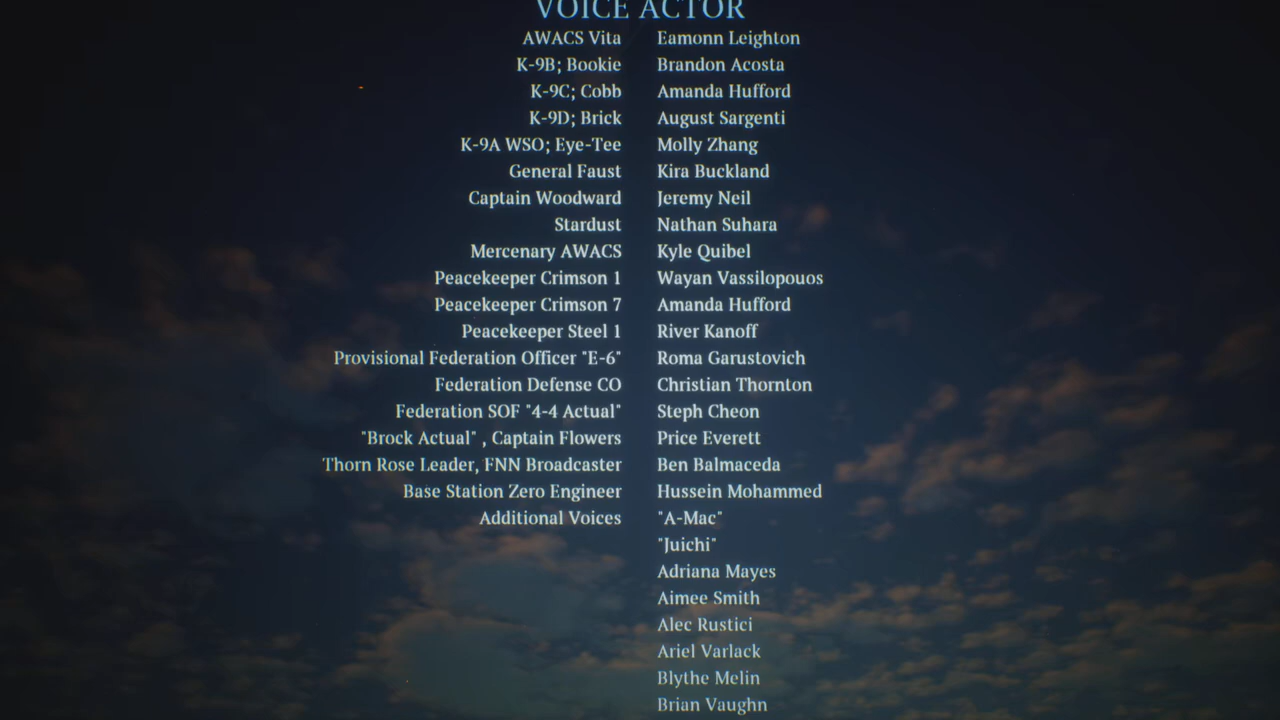 VOICE ACTOR
AWACS Vita Eamonn Leighton
K-9B; Bookie Brandon Acosta
K-9C; Cobb Amanda Hufford
K-9D; Brick August Sargenti
K-9A WSO; Eye-Tee Molly Zhang
General Faust Kira Buckland
Captain Woodward Jeremy Neil
Stardust Nathan Suhara
Mercenary AWACS Kyle Quibel
Peacekeeper Crimson 1 Wayan Vassilopouos
Peacekeeper Crimson 7 Amanda Hufford
Peacekeeper Steel 1 River Kanoff
Provisional Federation Officer "E-6" Roma Garustovich
Federation Defense CO Christian Thornton
Federation SOF "4-4 Actual" Steph Cheon
"Brock Actual" , Captain Flowers Price Everett
Thorn Rose Leader, FNN Broadcaster Ben Balmaceda
Base Station Zero Engineer Hussein Mohammed
Additional Voices "A-Mac"
"Juichi"
Adriana Mayes
Aimee Smith
Alec Rustici
Ariel Varlack
Blythe Melin
Brian Vaughn